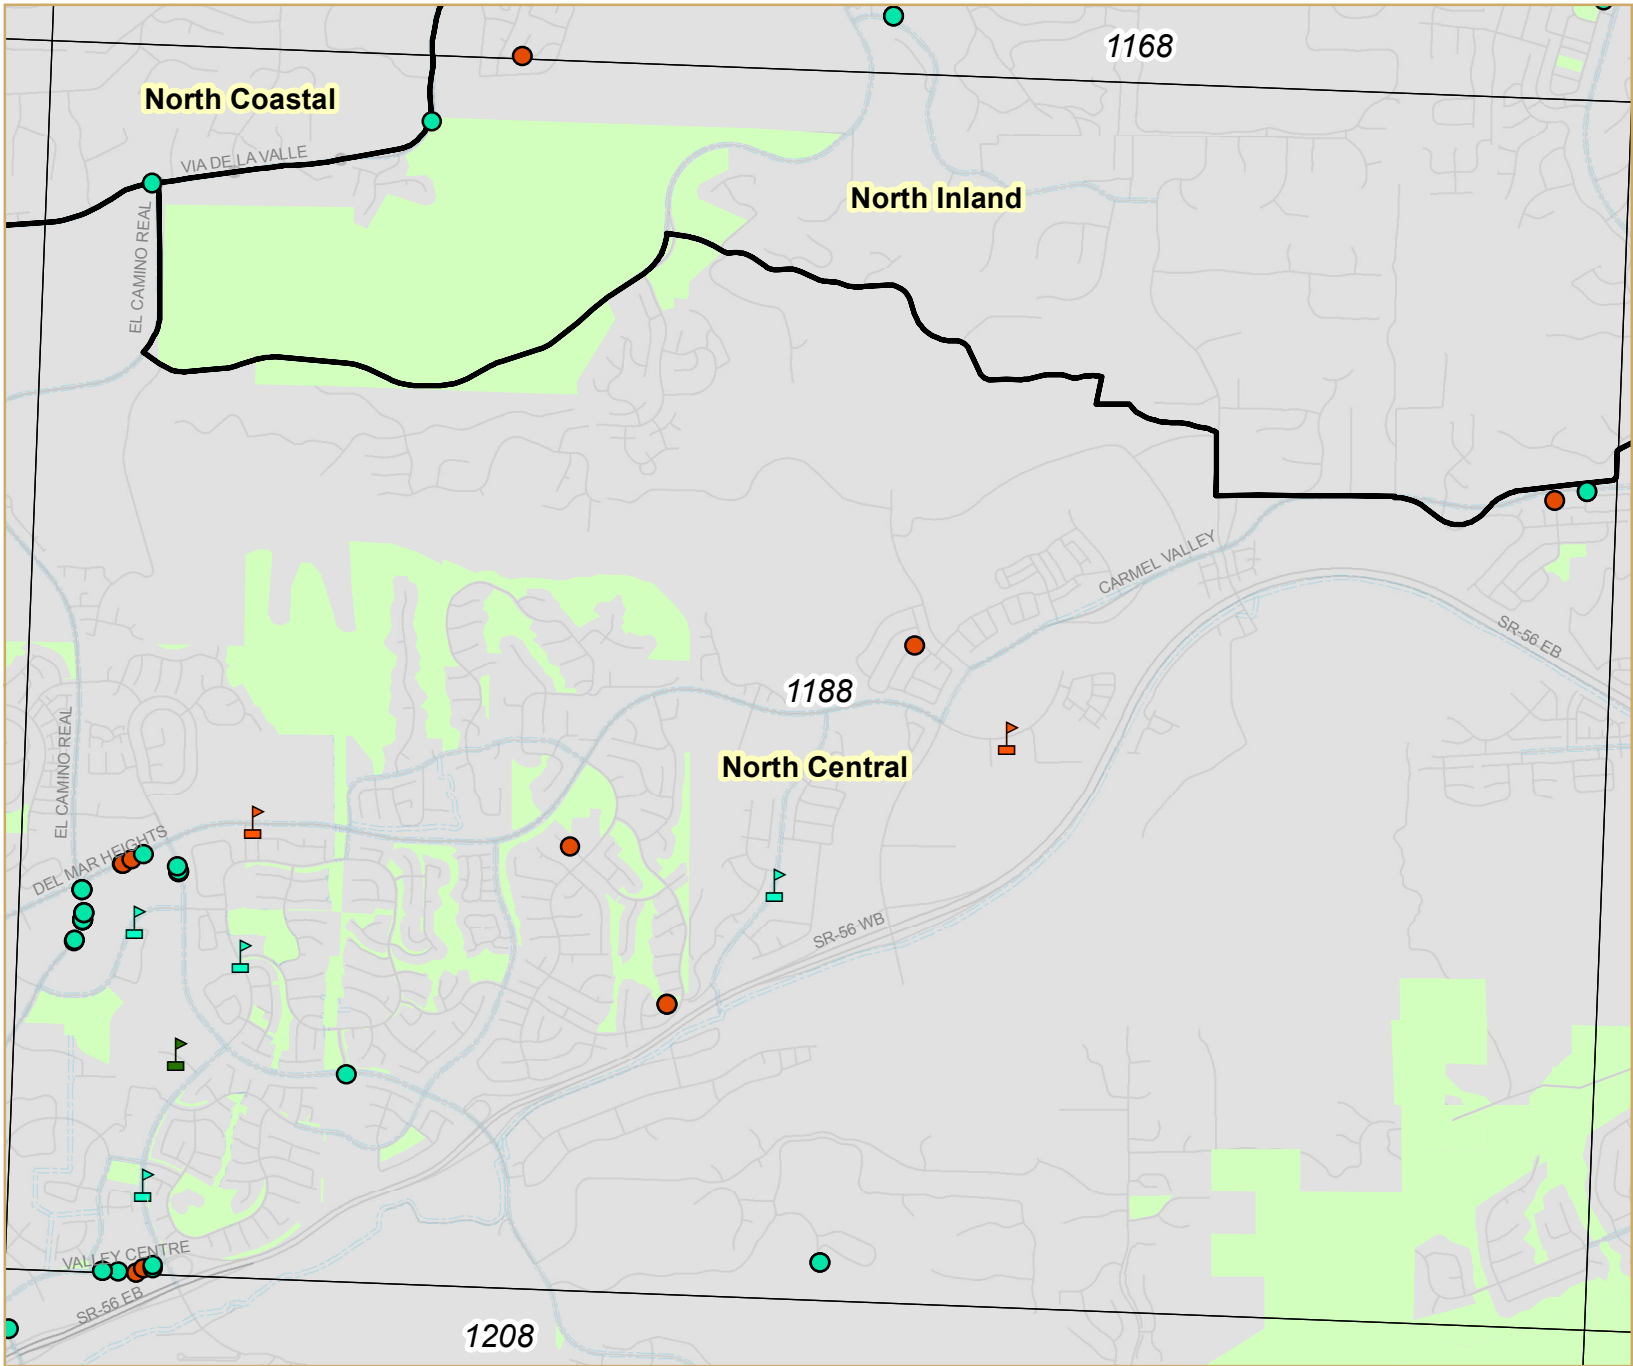 1168
North Coastal
VIA DE LA VALLE
North Inland
EL CAMINO REAL
CARMEL VALLEY
SR-56 EB
1188
North Central
EL CAMINO REAL
DEL MAR HEIGHTS
SR-56 WB
VALLEY CENTRE
SR-56 EB
1208